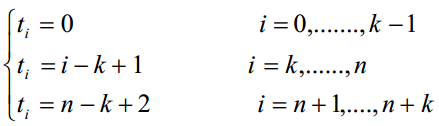 t_i = 0 i = 0,.......,k − 1
t_i = i − k + 1 i = k,......,n
t_i = n − k + 2 i = n + 1,....,n + k